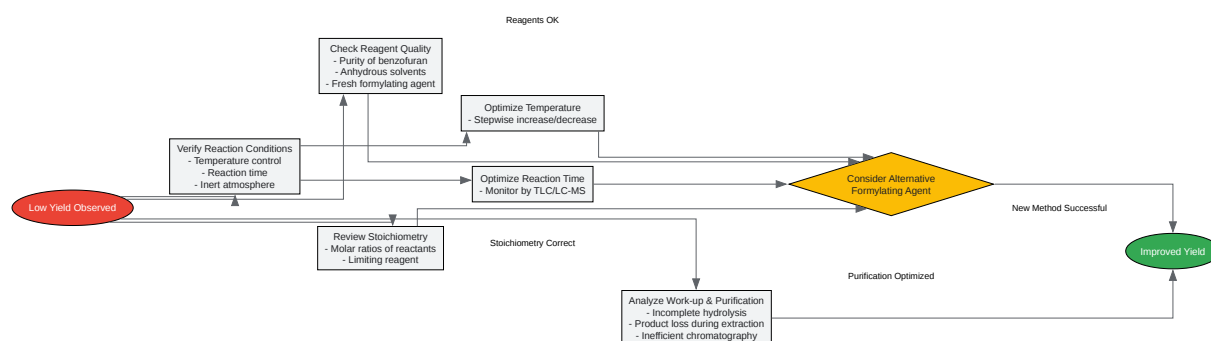 Reagents OK
Check Reagent Quality
- Purity of benzofuran
- Anhydrous solvents
- Fresh formylating agent
Optimize Temperature
- Stepwise increase/decrease
Verify Reaction Conditions
- Temperature control
- Reaction time
- Inert atmosphere
Optimize Reaction Time
- Monitor by TLC/LC-MS
Consider Alternative
Formylating Agent
Low Yield Observed
New Method Successful
Review Stoichiometry
- Molar ratios of reactants
- Limiting reagent
Stoichiometry Correct
Improved Yield
Purification Optimized
Analyze Work-up & Purification
- Incomplete hydrolysis
- Product loss during extraction
- Inefficient chromatography